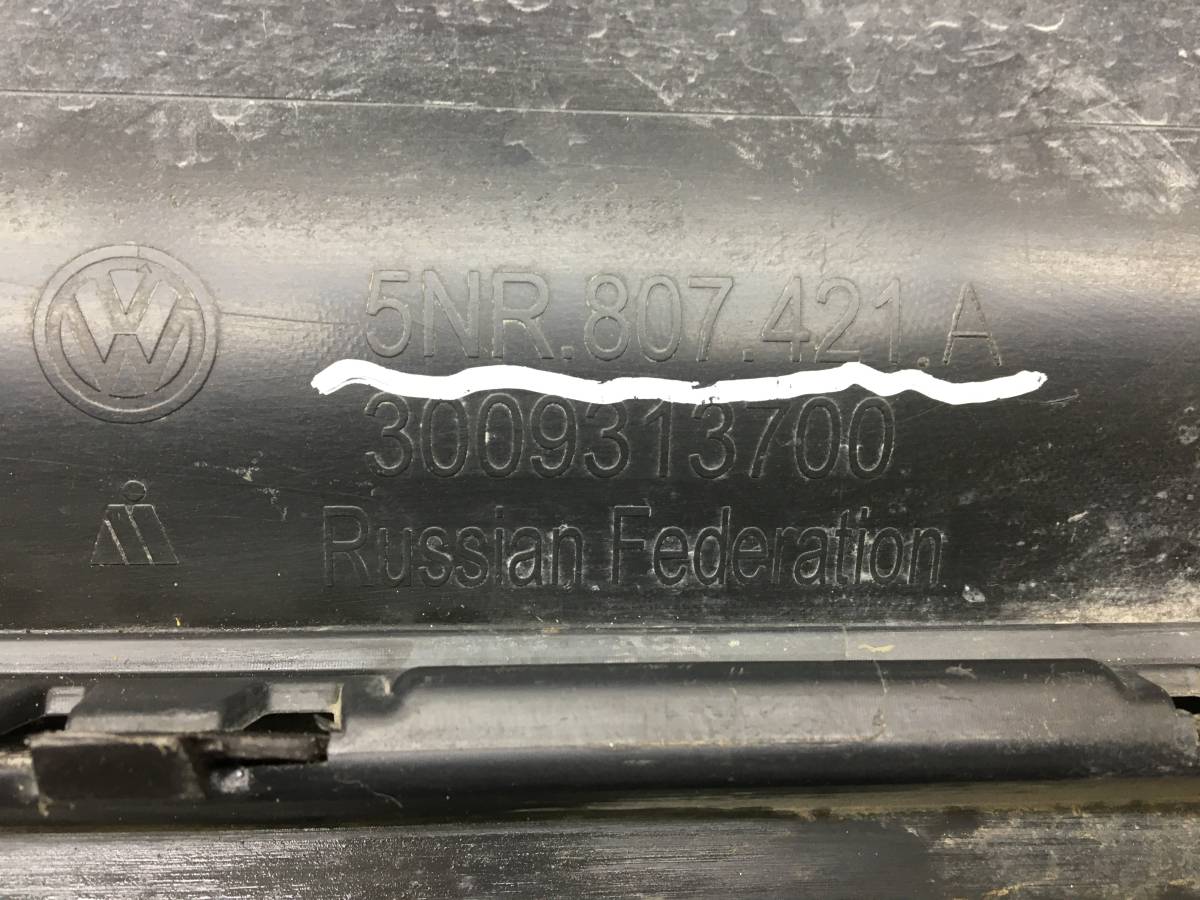 5NR.807.421.A
3009313700
Russian Federation